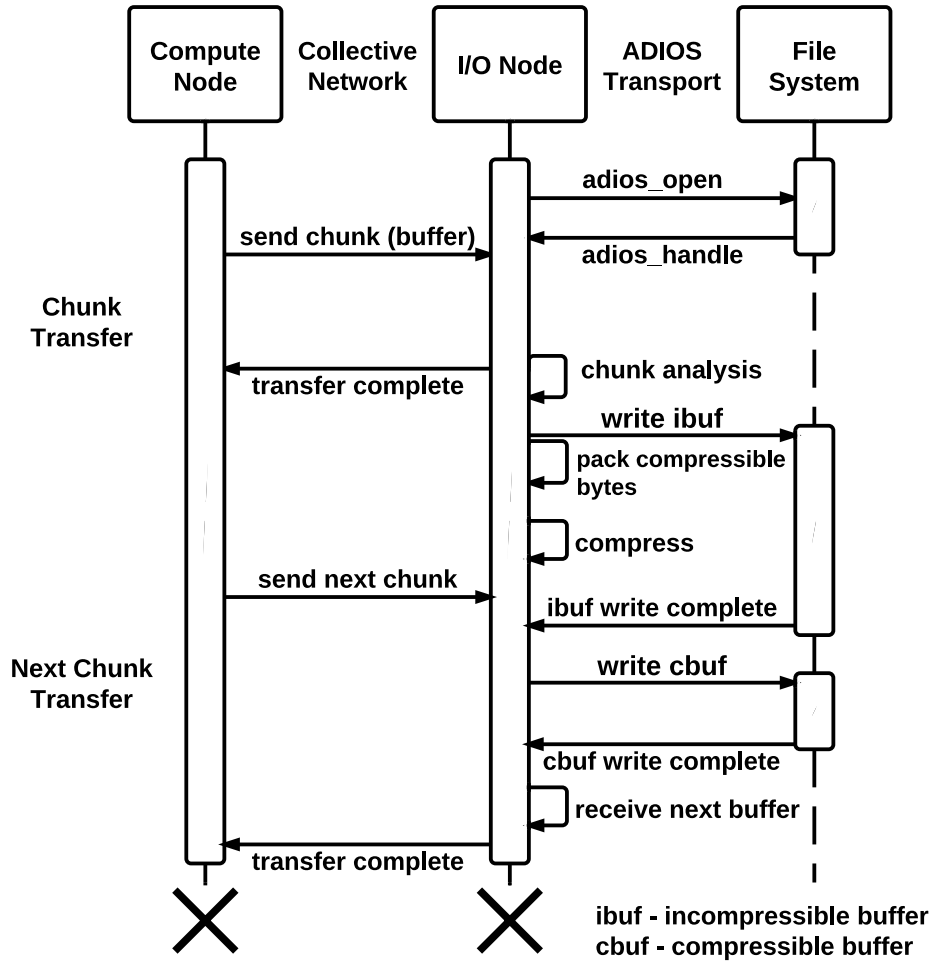 Compute
Node
Collective
Network
I/O Node
ADIOS
Transport
File
System
adios_open
send chunk (buffer)
adios_handle
Chunk
Transfer
transfer complete
chunk analysis
write ibuf
pack compressible
bytes
compress
send next chunk
ibuf write complete
Next Chunk
Transfer
write cbuf
cbuf write complete
receive next buffer
transfer complete
ibuf - incompressible buffer
cbuf - compressible buffer